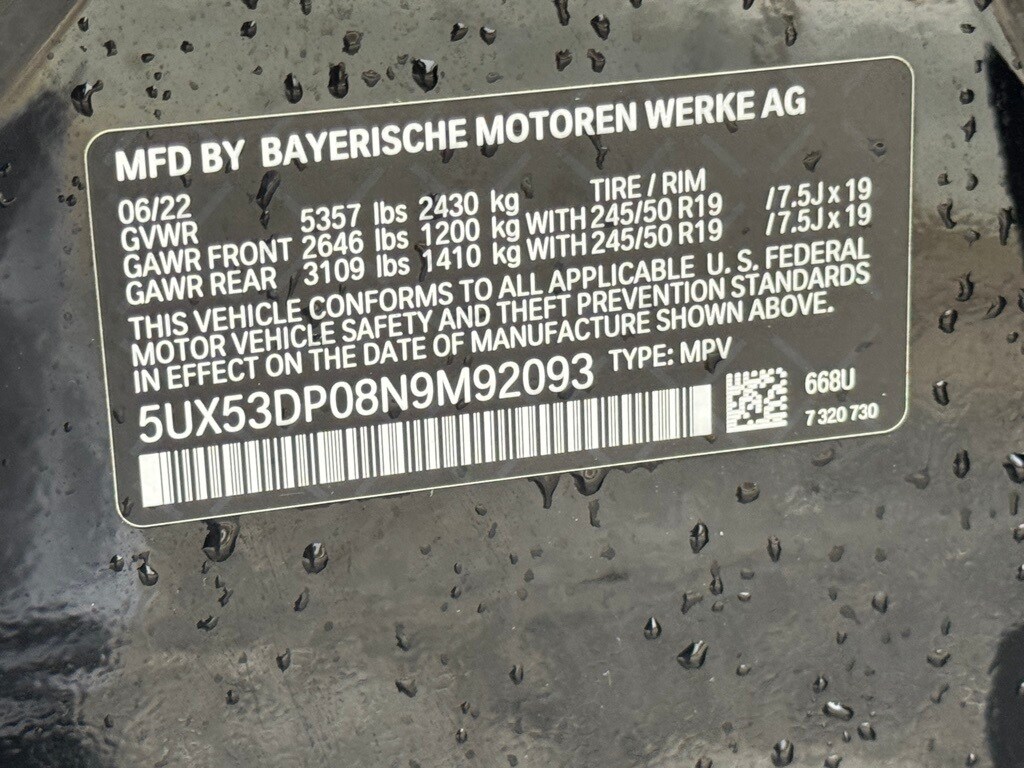 MFD BY BAYERISCHE MOTOREN WERKE AG
06/22 TIRE / RIM
GVWR 5357 lbs 2430 kg
GAWR FRONT 2646 lbs 1200 kg WITH 245/50 R19 /7.5J x 19
GAWR REAR 3109 lbs 1410 kg WITH 245/50 R19 /7.5J x 19
THIS VEHICLE CONFORMS TO ALL APPLICABLE U. S. FEDERAL
MOTOR VEHICLE SAFETY AND THEFT PREVENTION STANDARDS
IN EFFECT ON THE DATE OF MANUFACTURE SHOWN ABOVE.
5UX53DP08N9M92093 TYPE: MPV
668U
7 320 730